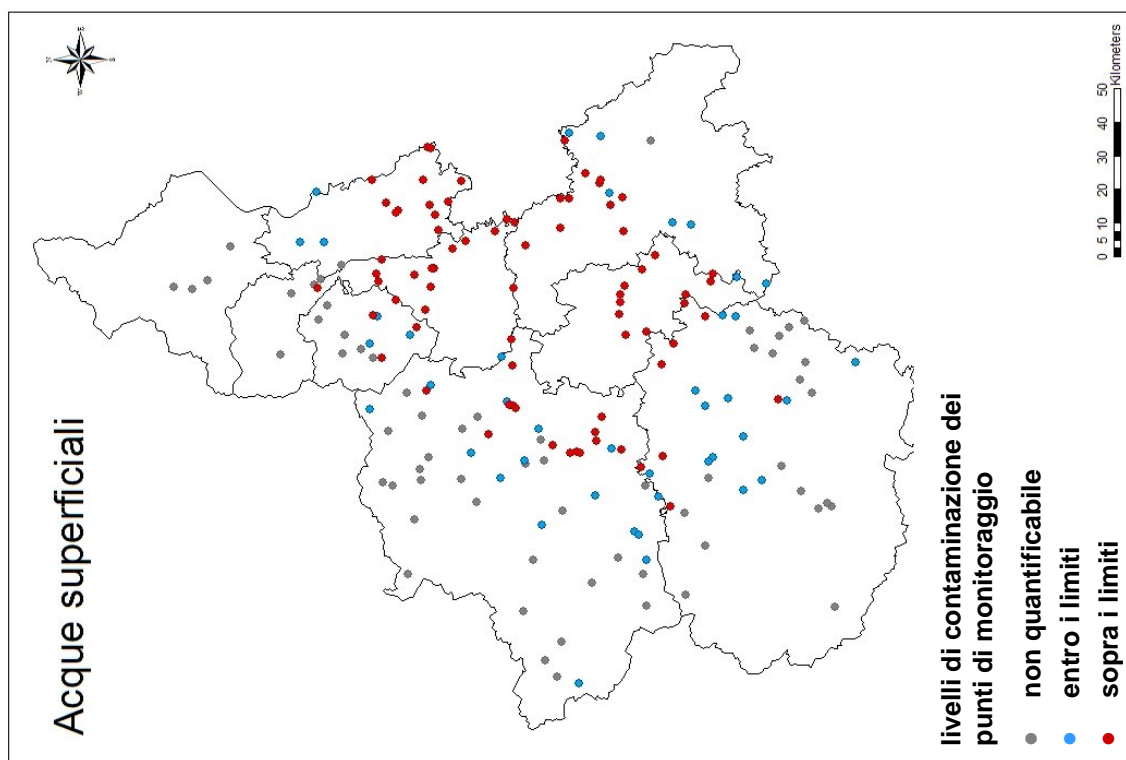 Acque superficiali
livelli di contaminazione dei
punti di monitoraggio
non quantificabile
entro i limiti
sopra i limiti
0 5 10 20 30 40 50
Kilometers